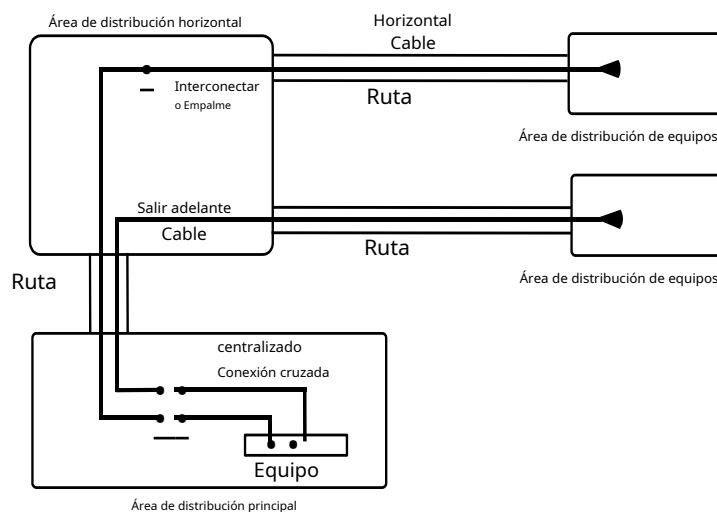 Área de distribución horizontal
Horizontal
Cable
Interconectar
o Empalme
Ruta
Área de distribución de equipos
Salir adelante
Cable
Ruta
Área de distribución de equipos
Ruta
centralizado
Conexión cruzada
Equipo
Área de distribución principal